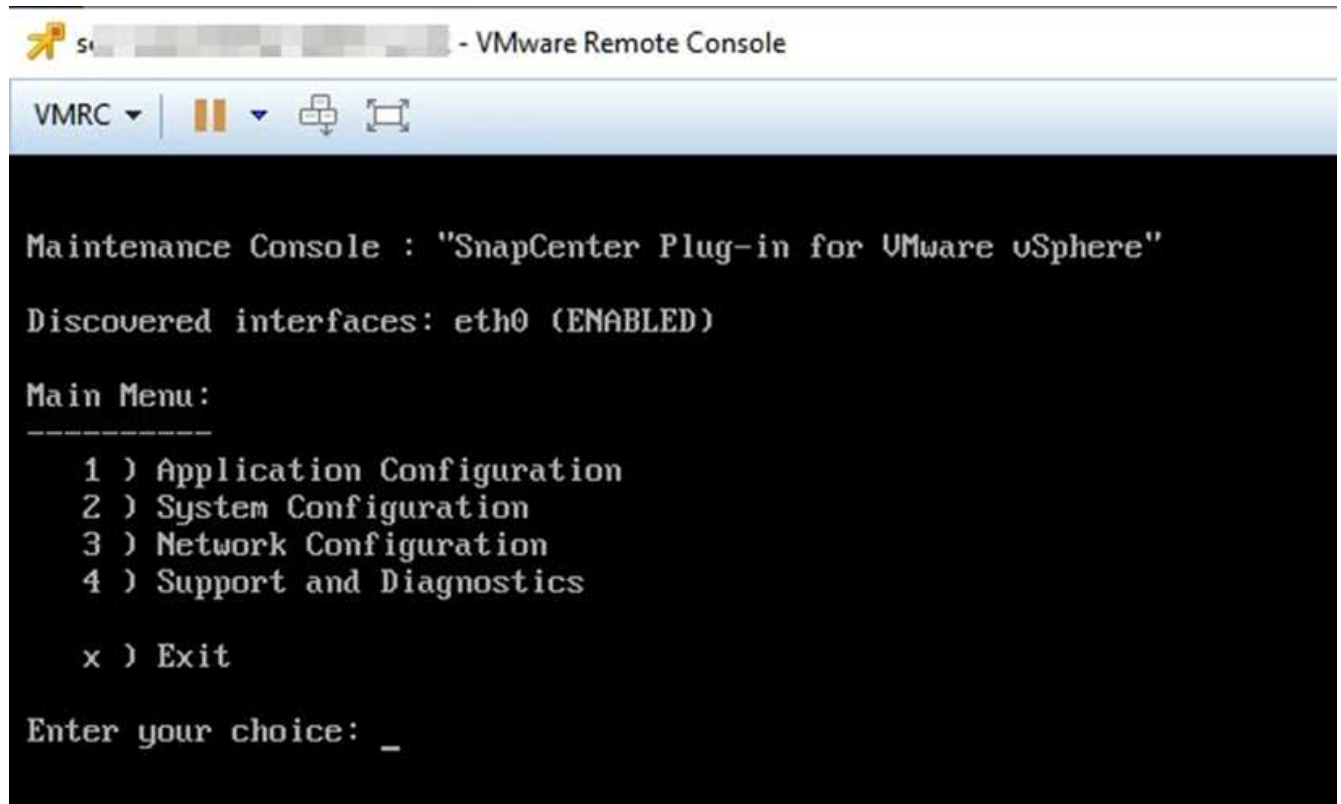 - VMware Remote Console
VMRC
Maintenance Console : "SnapCenter Plug-in for VMware vSphere"
Discovered interfaces: eth0 (ENABLED)
Main Menu:
----------
1 ) Application Configuration
2 ) System Configuration
3 ) Network Configuration
4 ) Support and Diagnostics
x ) Exit
Enter your choice: _